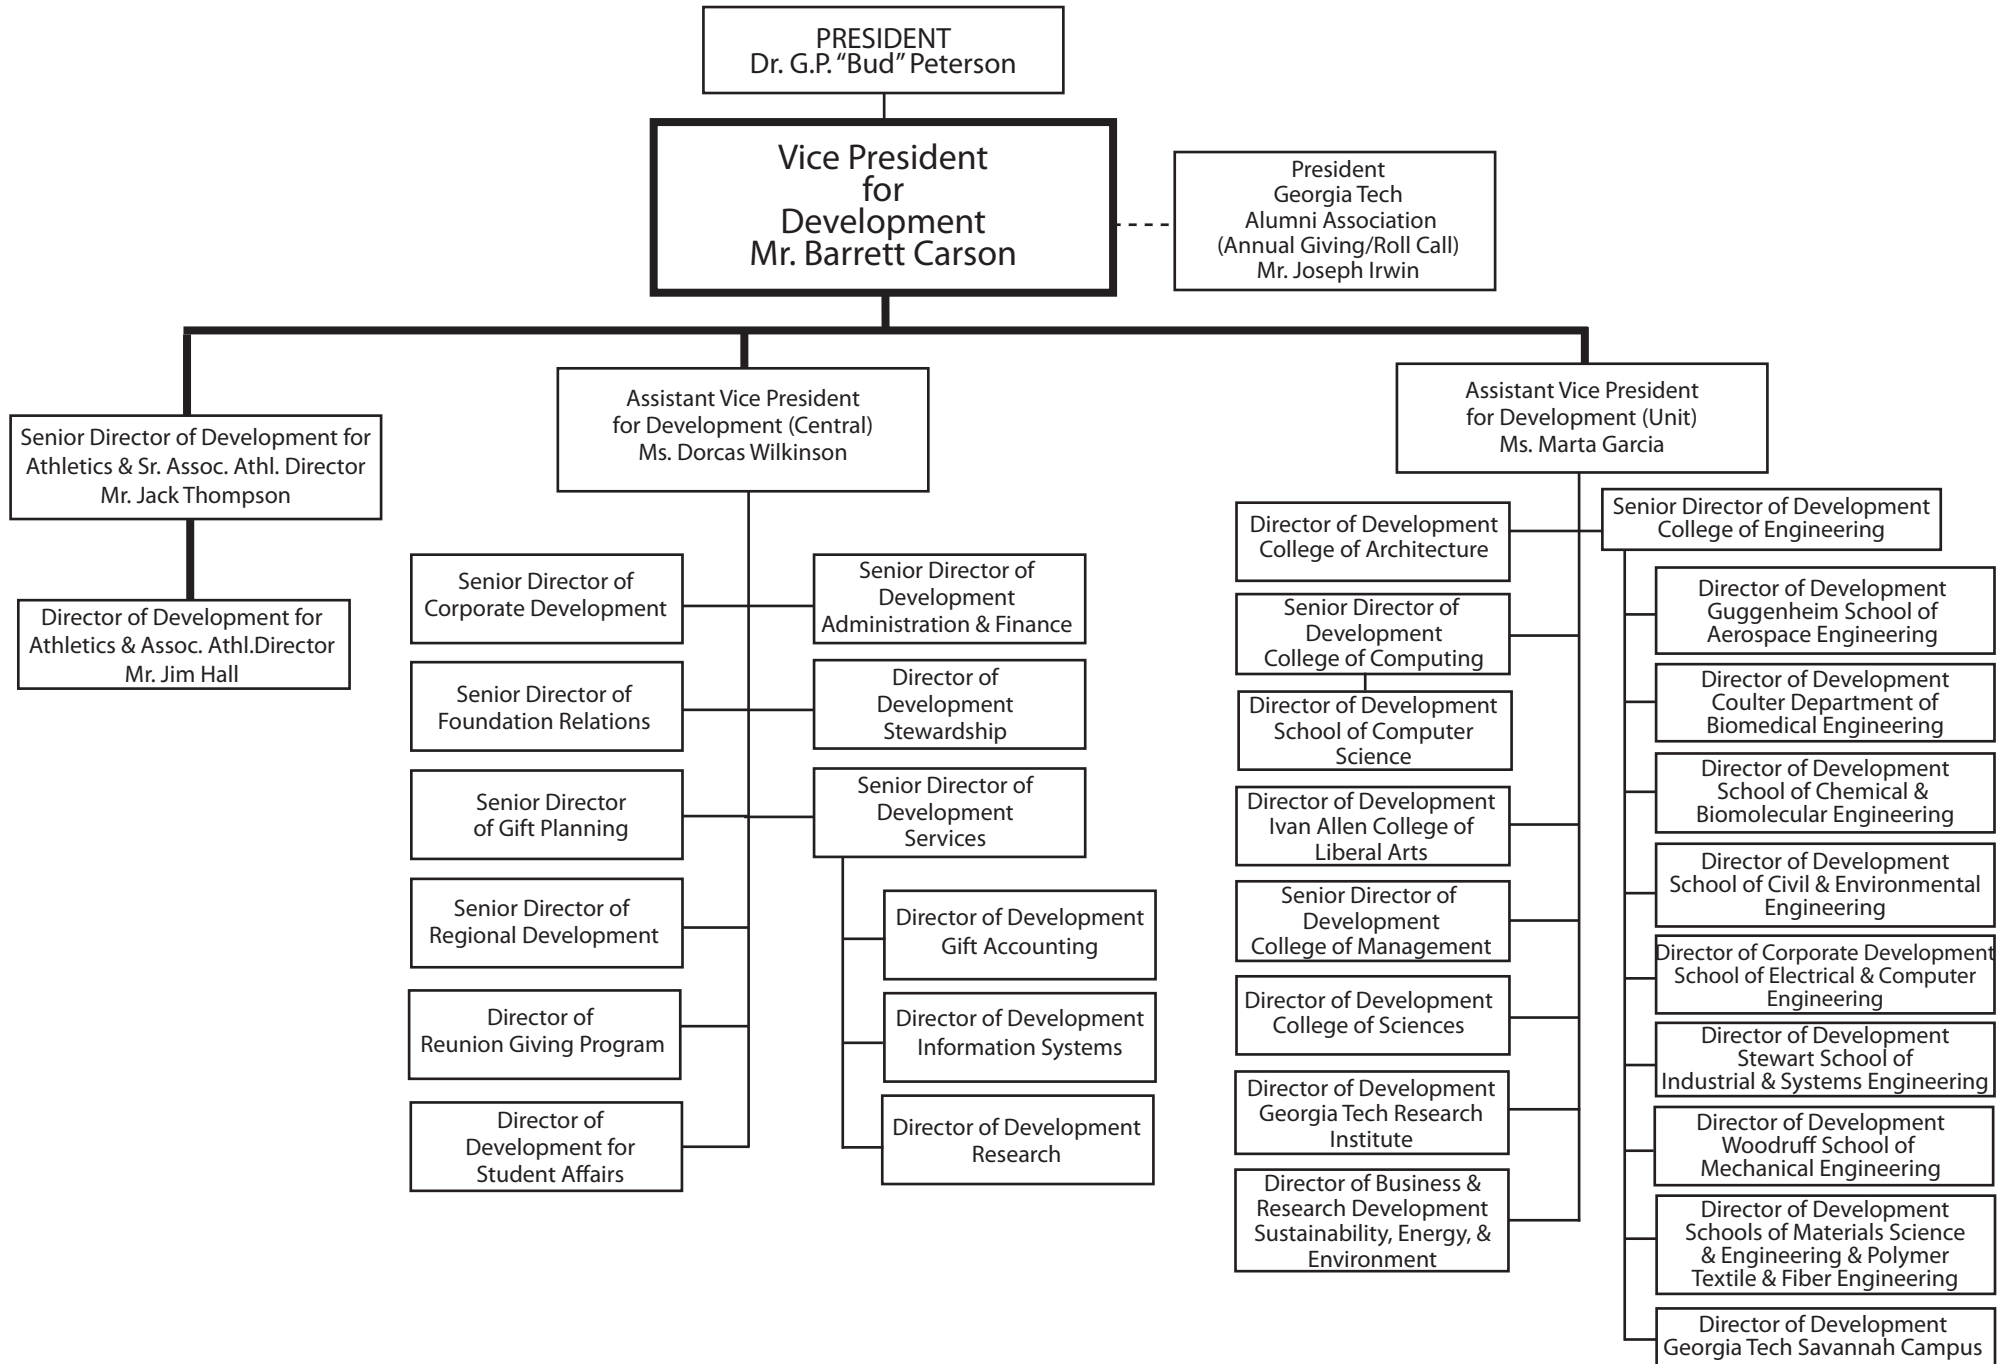 PRESIDENT
Dr. G.P. “Bud” Peterson
Vice President
for
Development
Mr. Barrett Carson
President
Georgia Tech
Alumni Association
(Annual Giving/Roll Call)
Mr. Joseph Irwin
Senior Director of Development for
Athletics & Sr. Assoc. Athl. Director
Mr. Jack Thompson
Director of Development for
Athletics & Assoc. Athl.Director
Mr. Jim Hall
Assistant Vice President
for Development (Central)
Ms. Dorcas Wilkinson
Senior Director of
Corporate Development
Senior Director of
Foundation Relations
Senior Director
of Gift Planning
Senior Director of
Regional Development
Director of
Reunion Giving Program
Director of
Development for
Student Affairs
Senior Director of
Development
Administration & Finance
Director of
Development
Stewardship
Senior Director of
Development
Services
Director of Development
Gift Accounting
Director of Development
Information Systems
Director of Development
Research
Assistant Vice President
for Development (Unit)
Ms. Marta Garcia
Director of Development
College of Architecture
Senior Director of
Development
College of Computing
Director of Development
School of Computer
Science
Director of Development
Ivan Allen College of
Liberal Arts
Senior Director of
Development
College of Management
Director of Development
College of Sciences
Director of Development
Georgia Tech Research
Institute
Director of Business &
Research Development
Sustainability, Energy, &
Environment
Senior Director of Development
College of Engineering
Director of Development
Guggenheim School of
Aerospace Engineering
Director of Development
Coulter Department of
Biomedical Engineering
Director of Development
School of Chemical &
Biomolecular Engineering
Director of Development
School of Civil & Environmental
Engineering
Director of Corporate Development
School of Electrical & Computer
Engineering
Director of Development
Stewart School of
Industrial & Systems Engineering
Director of Development
Woodruff School of
Mechanical Engineering
Director of Development
Schools of Materials Science
& Engineering & Polymer
Textile & Fiber Engineering
Director of Development
Georgia Tech Savannah Campus